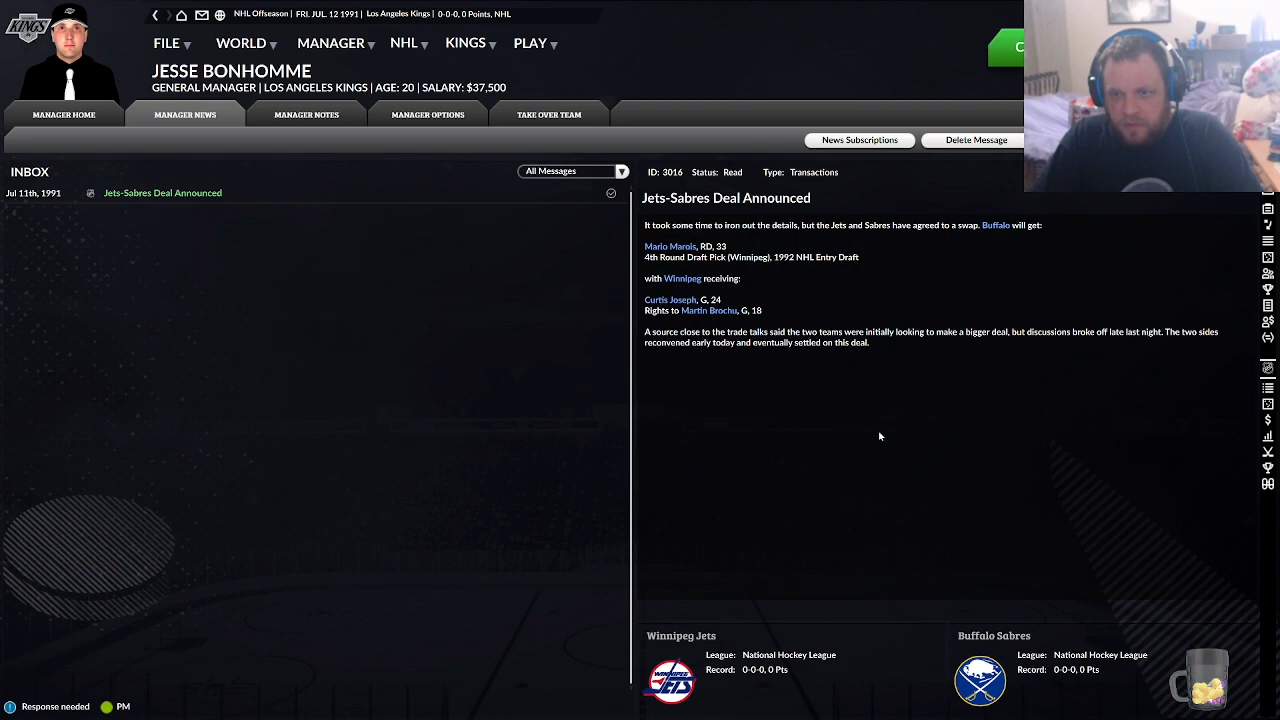 NHL Offseason | FRI. JUL. 12 1991 | Los Angeles Kings | 0-0-0, 0 Points, NHL
KINGS
FILE WORLD MANAGER NHL KINGS PLAY
C
JESSE BONHOMME
GENERAL MANAGER | LOS ANGELES KINGS | AGE: 20 | SALARY: $37,500
MANAGER HOME MANAGER NEWS MANAGER NOTES MANAGER OPTIONS TAKE OVER TEAM
News Subscriptions Delete Message
INBOX All Messages
Jul 11th, 1991 Jets-Sabres Deal Announced
ID: 3016 Status: Read Type: Transactions
Jets-Sabres Deal Announced
It took some time to iron out the details, but the Jets and Sabres have agreed to a swap. Buffalo will get:
Mario Marois, RD, 33
4th Round Draft Pick (Winnipeg), 1992 NHL Entry Draft
with Winnipeg receiving:
Curtis Joseph, G, 24
Rights to Martin Brochu, G, 18
A source close to the trade talks said the two teams were initially looking to make a bigger deal, but discussions broke off late last night. The two sides
reconvened early today and eventually settled on this deal.
Winnipeg Jets
League: National Hockey League
Record: 0-0-0, 0 Pts
JETS
Buffalo Sabres
League: National Hockey League
Record: 0-0-0, 0 Pts
Response needed PM